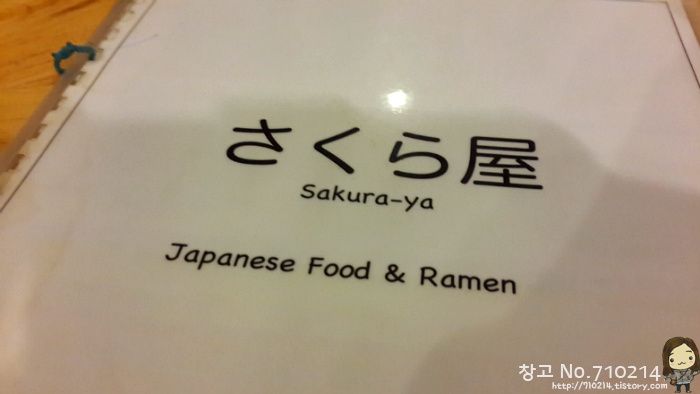 さくら屋
Sakura-ya
Japanese Food & Ramen
창고 No.710214
http://710214.tistory.com/